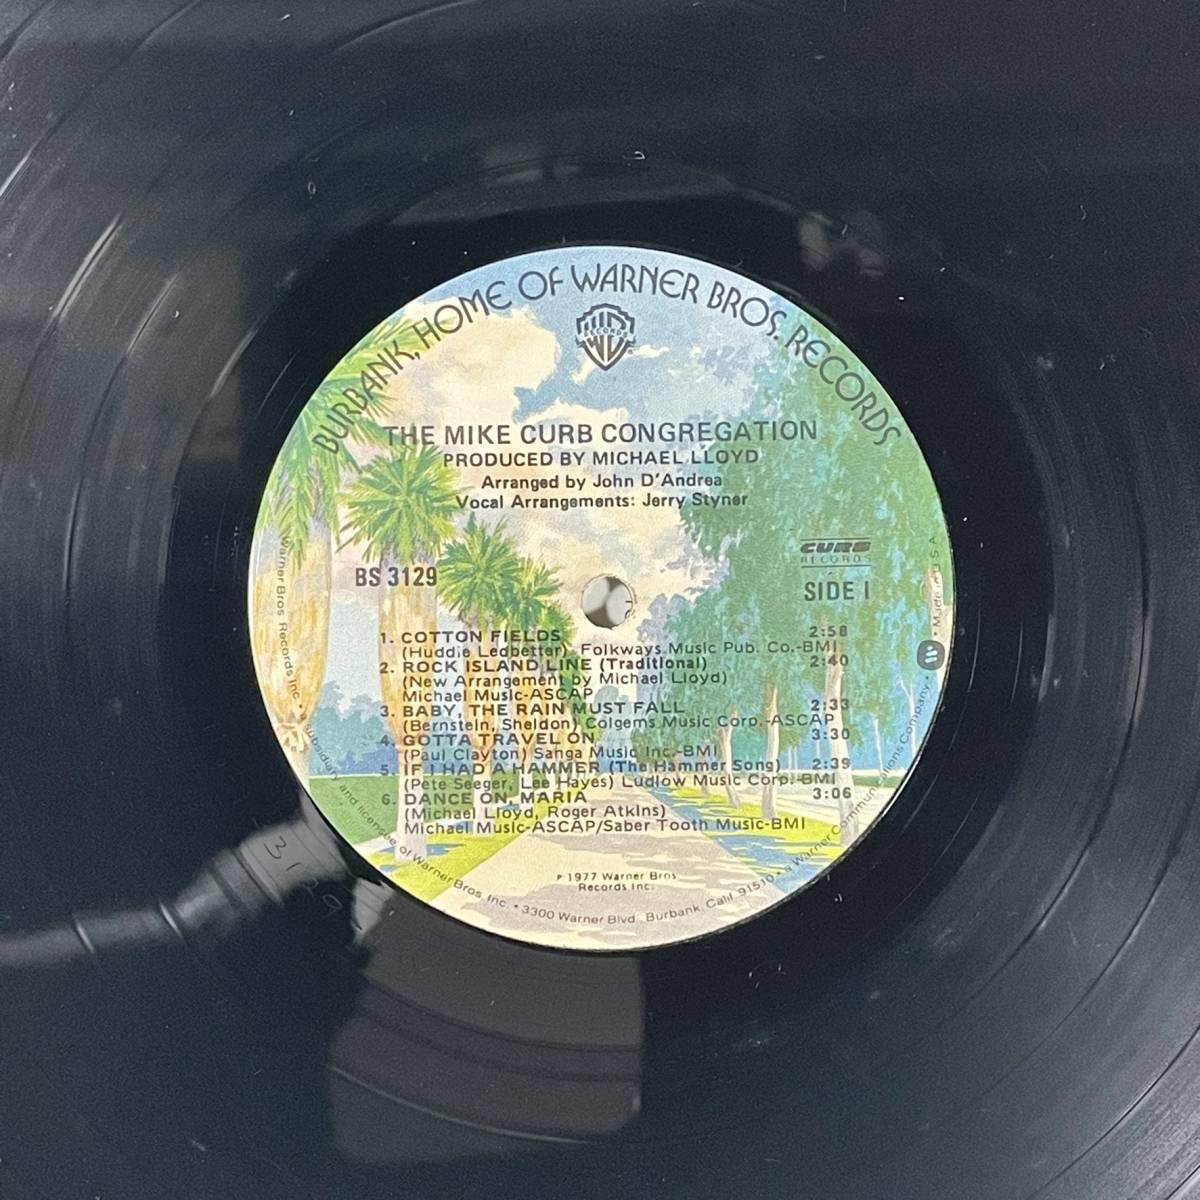 BURBANK, HOME OF WARNER BROS. RECORDS
RECORDS
THE MIKE CURB CONGREGATION
PRODUCED BY MICHAEL LLOYD
Arranged by John D'Andrea
Vocal Arrangements: Jerry Styner
CURB
RECORDS
BS 3129
SIDE I
1. COTTON FIELDS 2:58
(Huddie Ledbetter) Folkways Music Pub. Co.-BMI
2. ROCK ISLAND LINE (Traditional) 2:40
(New Arrangement by Michael Lloyd)
Michael Music-ASCAP
3. BABY, THE RAIN MUST FALL 2:33
(Bernstein, Sheldon) Colgems Music Corp.-ASCAP
4. GOTTA TRAVEL ON 3:30
(Paul Clayton) Sanga Music Inc.-BMI
5. IF I HAD A HAMMER (The Hammer Song) 2:39
(Pete Seeger, Lee Hayes) Ludlow Music Corp.-BMI
6. DANCE ON, MARIA 3:06
(Michael Lloyd, Roger Atkins)
Michael Music-ASCAP/Saber Tooth Music-BMI
℗ 1977 Warner Bros
Records Inc.
Warner Bros Records Inc. • a subsidiary and licensee of Warner Bros. Inc. • 3300 Warner Blvd., Burbank, Calif. 91510 • a Warner Communications Company • Made in U.S.A.